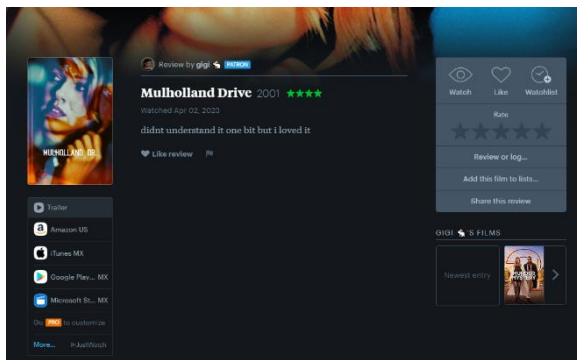 Review by gigi 🐇 PATRON
Mulholland Drive 2001 ★★★★
Watched Apr 02, 2023
didnt understand it one bit but i loved it
Like review
MULHOLLAND DR.
Trailer
Amazon US
iTunes MX
Google Play... MX
Microsoft St... MX
Go PRO to customize
More... JustWatch
Watch Like Watchlist
Rate
Review or log...
Add this film to lists...
Share this review
GIGI 🐇'S FILMS
Newest entry
MURDER
MYSTERY